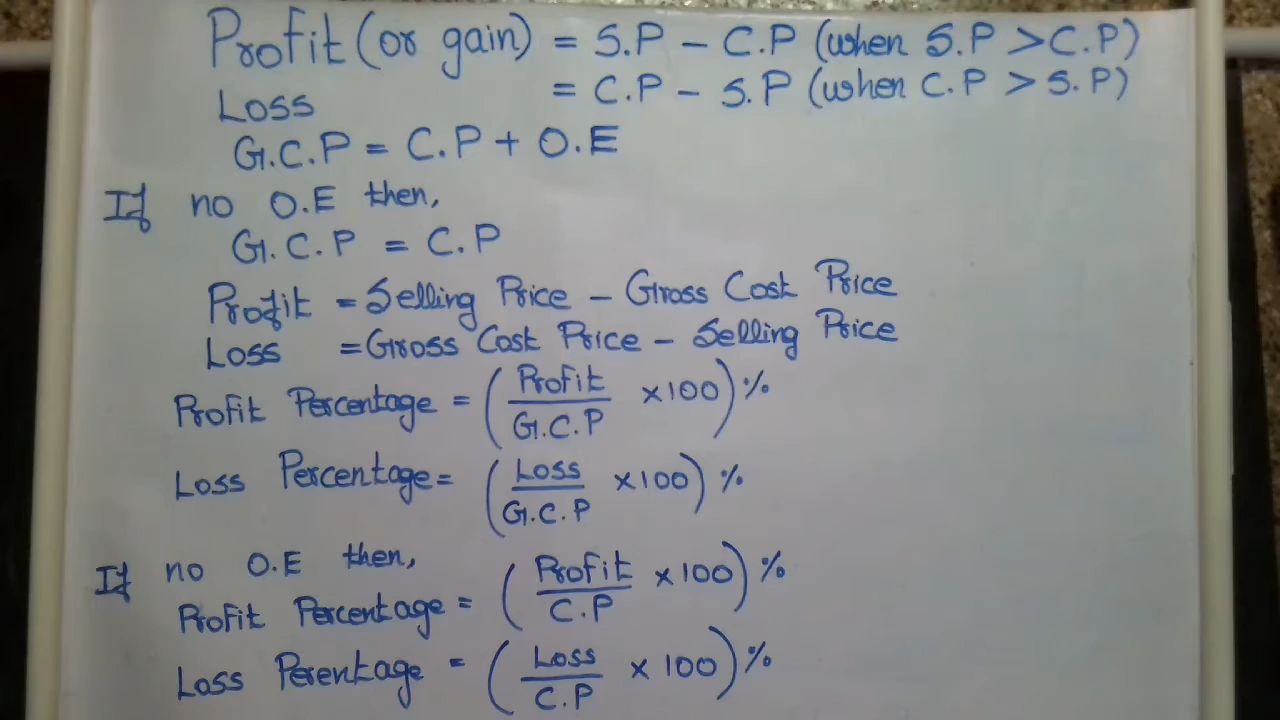 Profit (or gain) = S.P - C.P (when S.P > C.P)
Loss = C.P - S.P (when C.P > S.P)
G.C.P = C.P + O.E
If no O.E then,
G.C.P = C.P
Profit = Selling Price - Gross Cost Price
Loss = Gross Cost Price - Selling Price
Profit Percentage = (Profit/G.C.P × 100) %
Loss Percentage = (Loss/G.C.P × 100) %
If no O.E then,
Profit Percentage = (Profit/C.P × 100) %
Loss Perentage = (Loss/C.P × 100) %